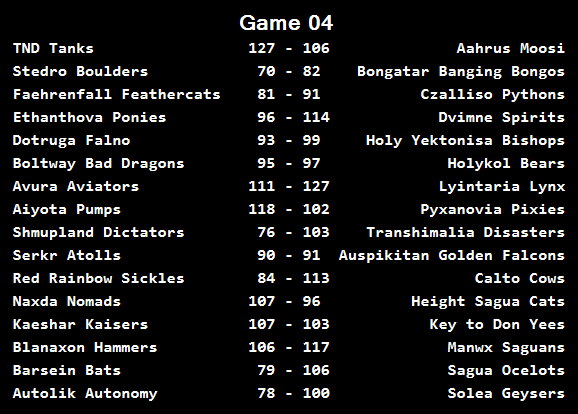 Game 04
TND Tanks 127 - 106 Aahrus Moosi
Stedro Boulders 70 - 82 Bongatar Banging Bongos
Faehrenfall Feathercats 81 - 91 Czalliso Pythons
Ethanthova Ponies 96 - 114 Dvimne Spirits
Dotruga Falno 93 - 99 Holy Yektonisa Bishops
Boltway Bad Dragons 95 - 97 Holykol Bears
Avura Aviators 111 - 127 Lyintaria Lynx
Aiyota Pumps 118 - 102 Pyxanovia Pixies
Shmupland Dictators 76 - 103 Transhimalia Disasters
Serkr Atolls 90 - 91 Auspikitan Golden Falcons
Red Rainbow Sickles 84 - 113 Calto Cows
Naxda Nomads 107 - 96 Height Sagua Cats
Kaeshar Kaisers 107 - 103 Key to Don Yees
Blanaxon Hammers 106 - 117 Manwx Saguans
Barsein Bats 79 - 106 Sagua Ocelots
Autolik Autonomy 78 - 100 Solea Geysers